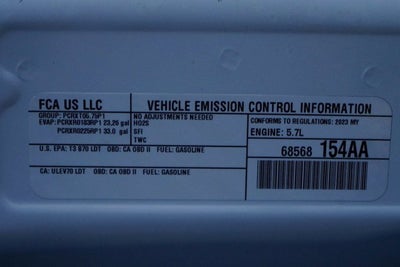 FCA US LLC
VEHICLE EMISSION CONTROL INFORMATION
GROUP: PCRXT05.75P1
EVAP: PCRXR0183RP1 23,26 gal
PCRXR0225RP1 33.0 gal
NO ADJUSTMENTS NEEDED
HO2S
SFI
TWC
CONFORMS TO REGULATIONS: 2023 MY
ENGINE: 5.7L
68568 154AA
U.S. EPA: T3 B70 LDT OBD: CA OBD II FUEL: GASOLINE
CA: ULEV70 LDT OBD: CA OBD II FUEL: GASOLINE